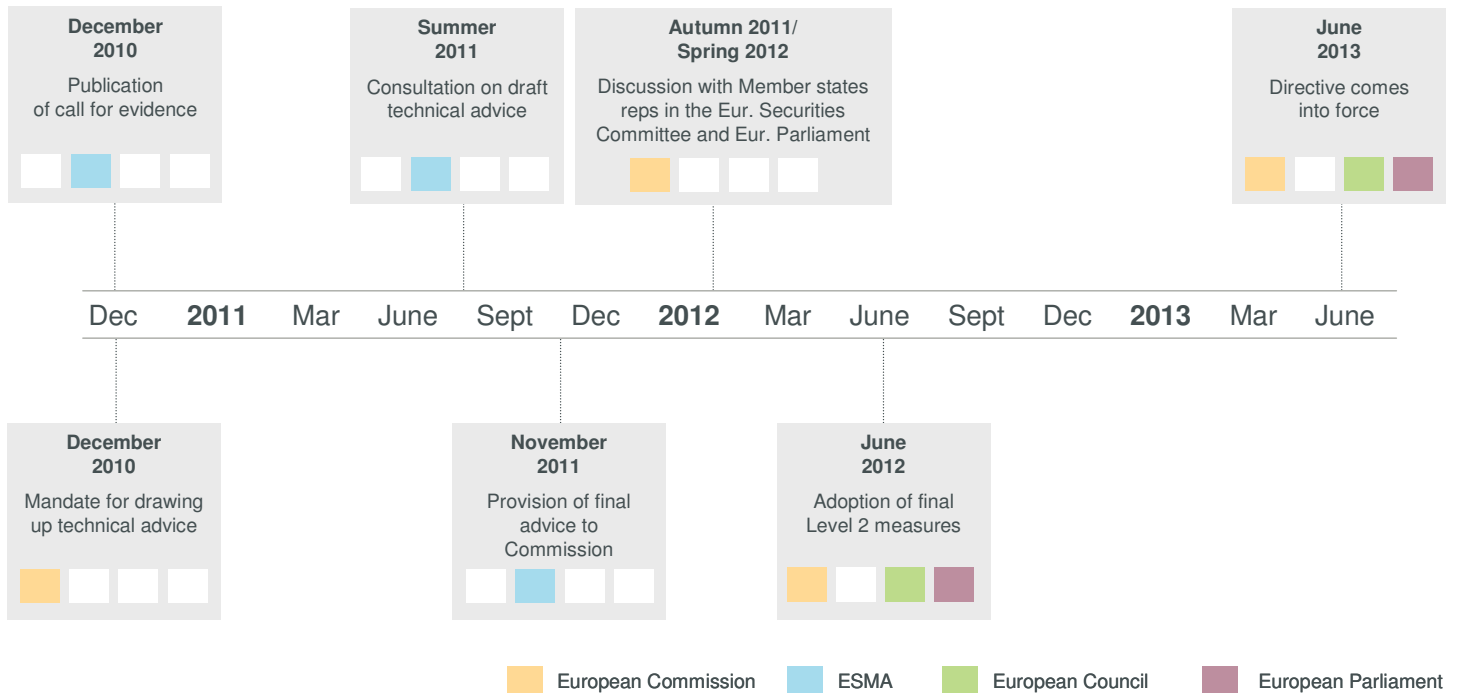 December
2010
Publication
of call for evidence
Summer
2011
Consultation on draft
technical advice
Autumn 2011/
Spring 2012
Discussion with Member states
reps in the Eur. Securities
Committee and Eur. Parliament
June
2013
Directive comes
into force
Dec 2011 Mar June Sept Dec 2012 Mar June Sept Dec 2013 Mar June
December
2010
Mandate for drawing
up technical advice
November
2011
Provision of final
advice to
Commission
June
2012
Adoption of final
Level 2 measures
European Commission ESMA European Council European Parliament